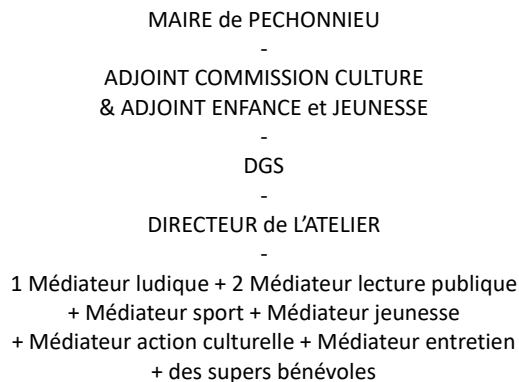 MAIRE de PECHONNIEU
-
ADJOINT COMMISSION CULTURE
& ADJOINT ENFANCE et JEUNESSE
-
DGS
-
DIRECTEUR de L’ATELIER
-
1 Médiateur ludique + 2 Médiateur lecture publique
+ Médiateur sport + Médiateur jeunesse
+ Médiateur action culturelle + Médiateur entretien
+ des supers bénévoles